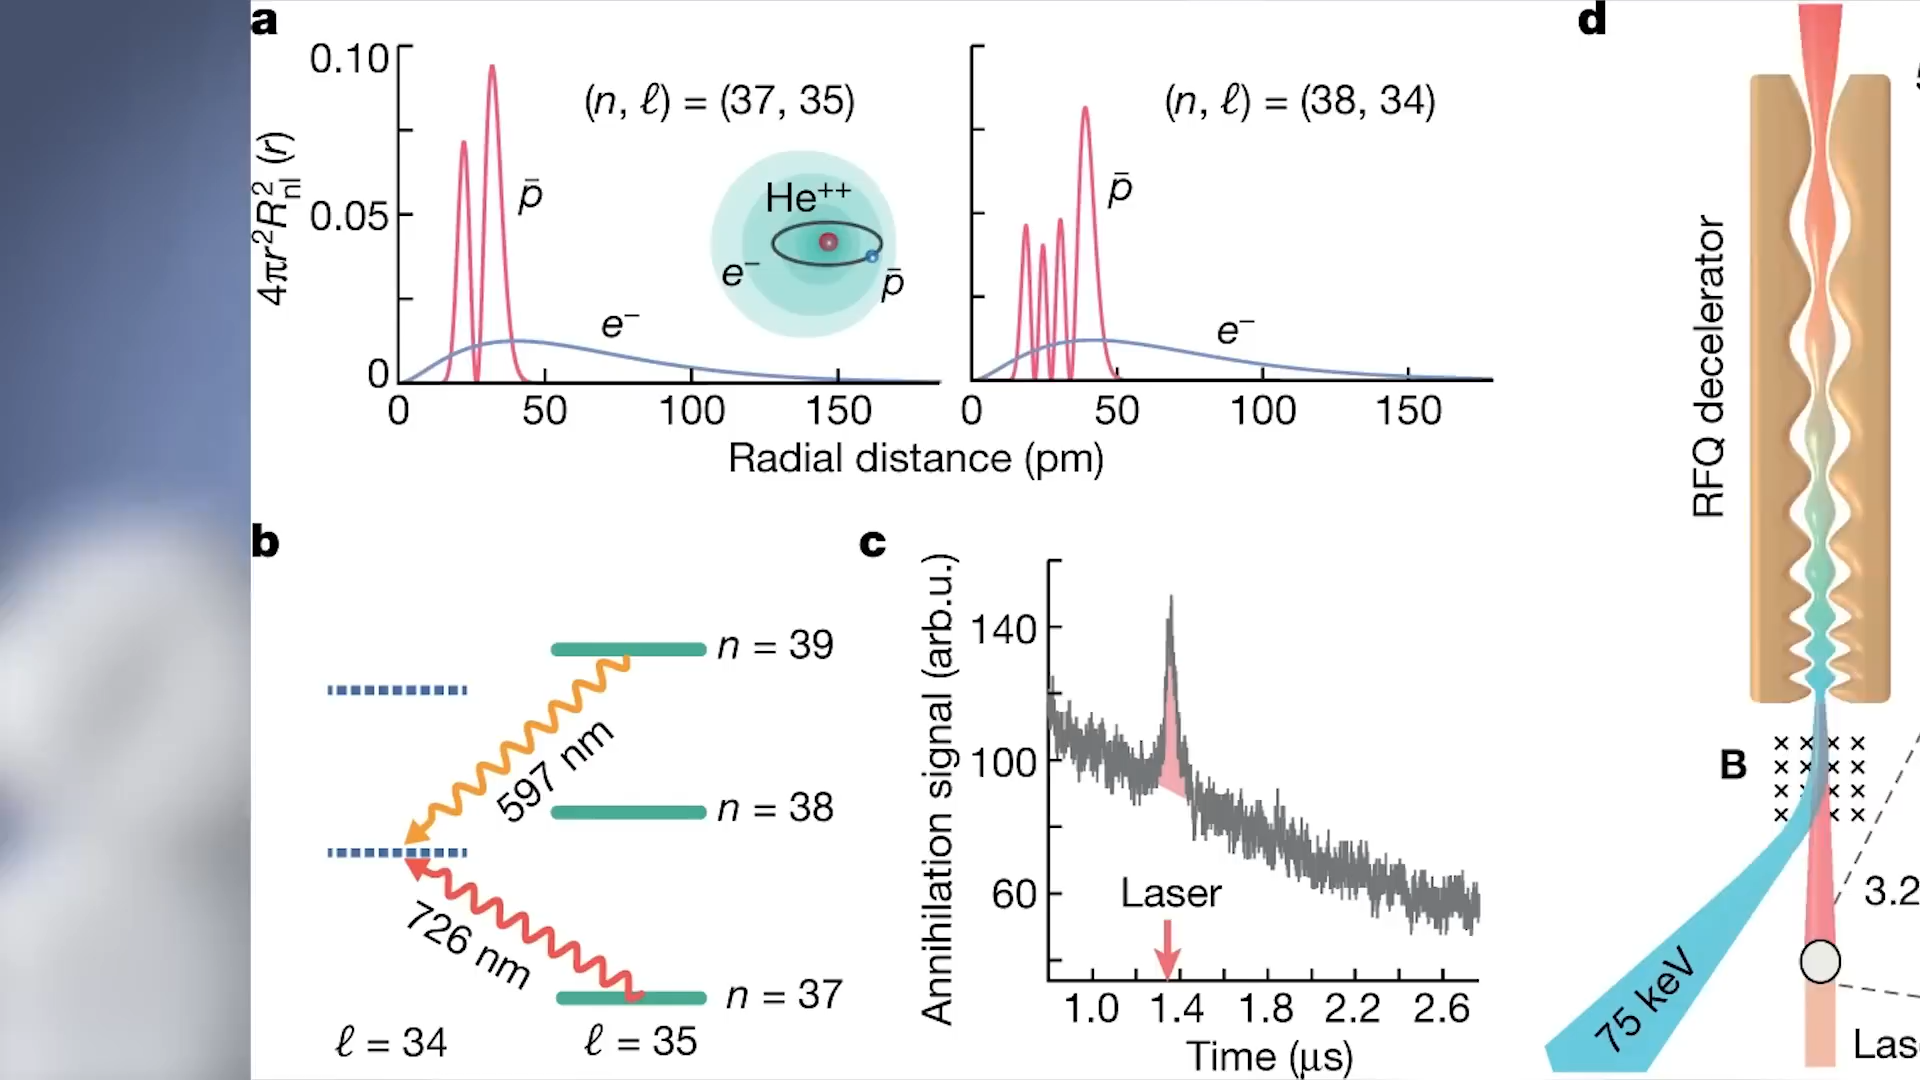 a
0.10
0.05
0
4πr²R²nl (r)
(n, ℓ) = (37, 35)
p̄
He⁺⁺
e⁻
p̄
e⁻
0 50 100 150
(n, ℓ) = (38, 34)
p̄
e⁻
0 50 100 150
Radial distance (pm)
b
n = 39
597 nm
n = 38
726 nm
n = 37
ℓ = 34 ℓ = 35
c
Annihilation signal (arb.u.)
140
100
60
Laser
1.0 1.4 1.8 2.2 2.6
Time (μs)
d
RFQ decelerator
B
75 keV
3.2
Las